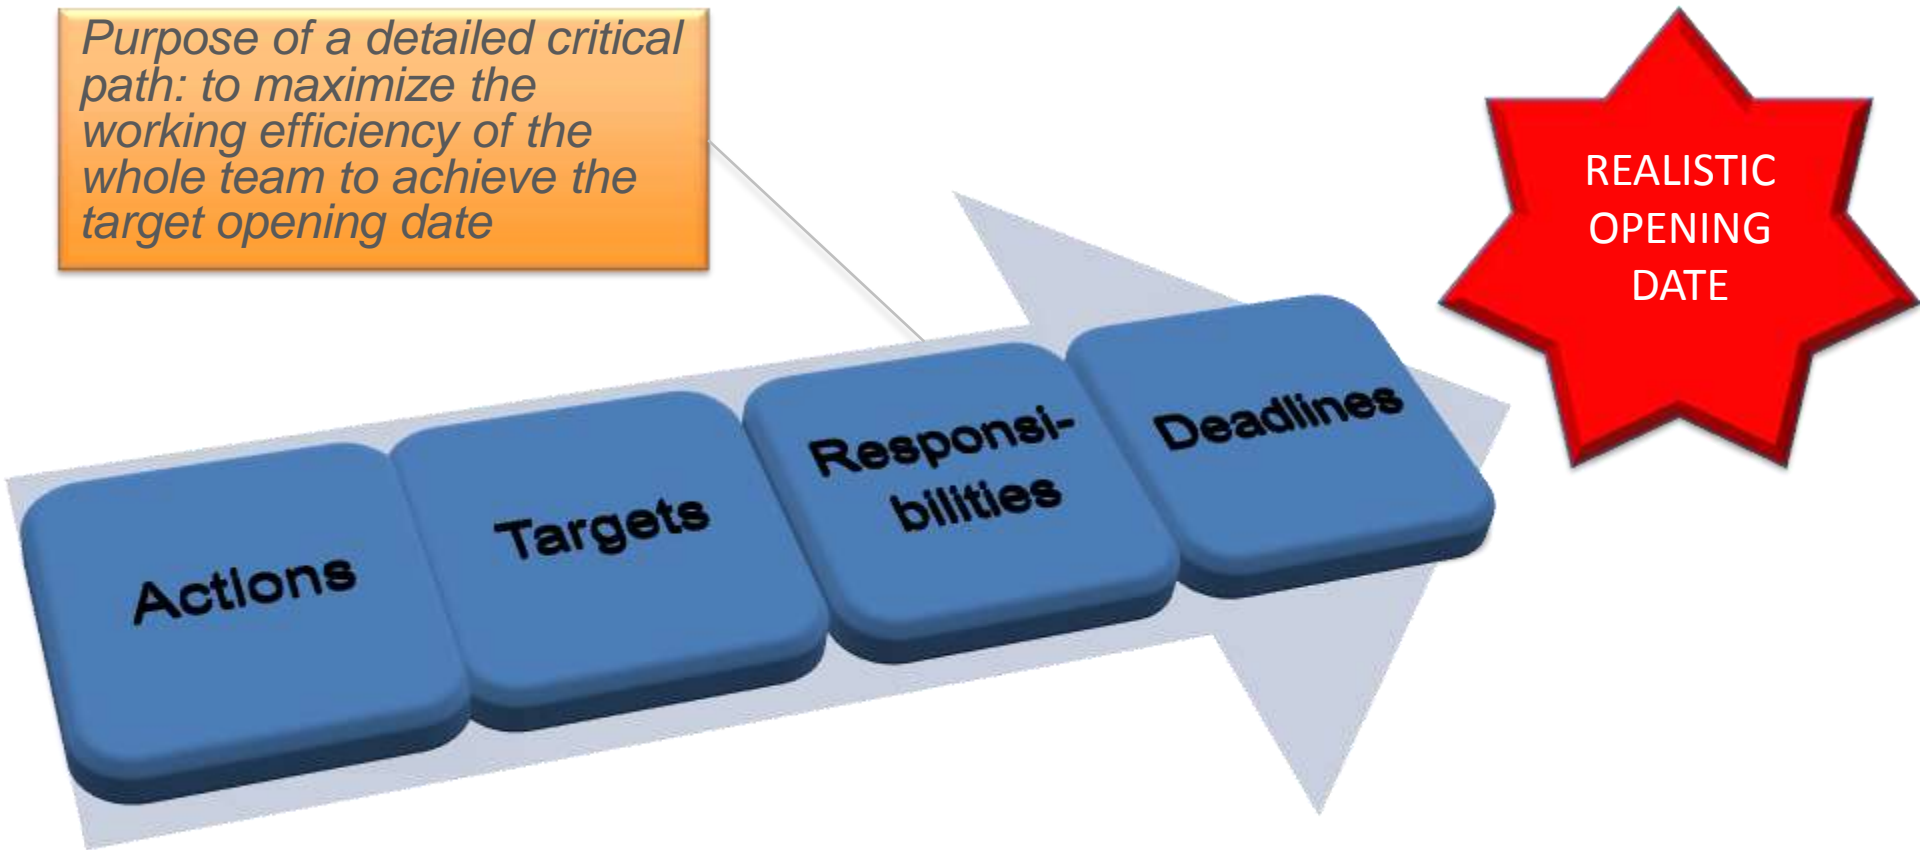 Purpose of a detailed critical
path: to maximize the
working efficiency of the
whole team to achieve the
target opening date
REALISTIC
OPENING
DATE
Actions
Targets
Responsi-
bilities
Deadlines